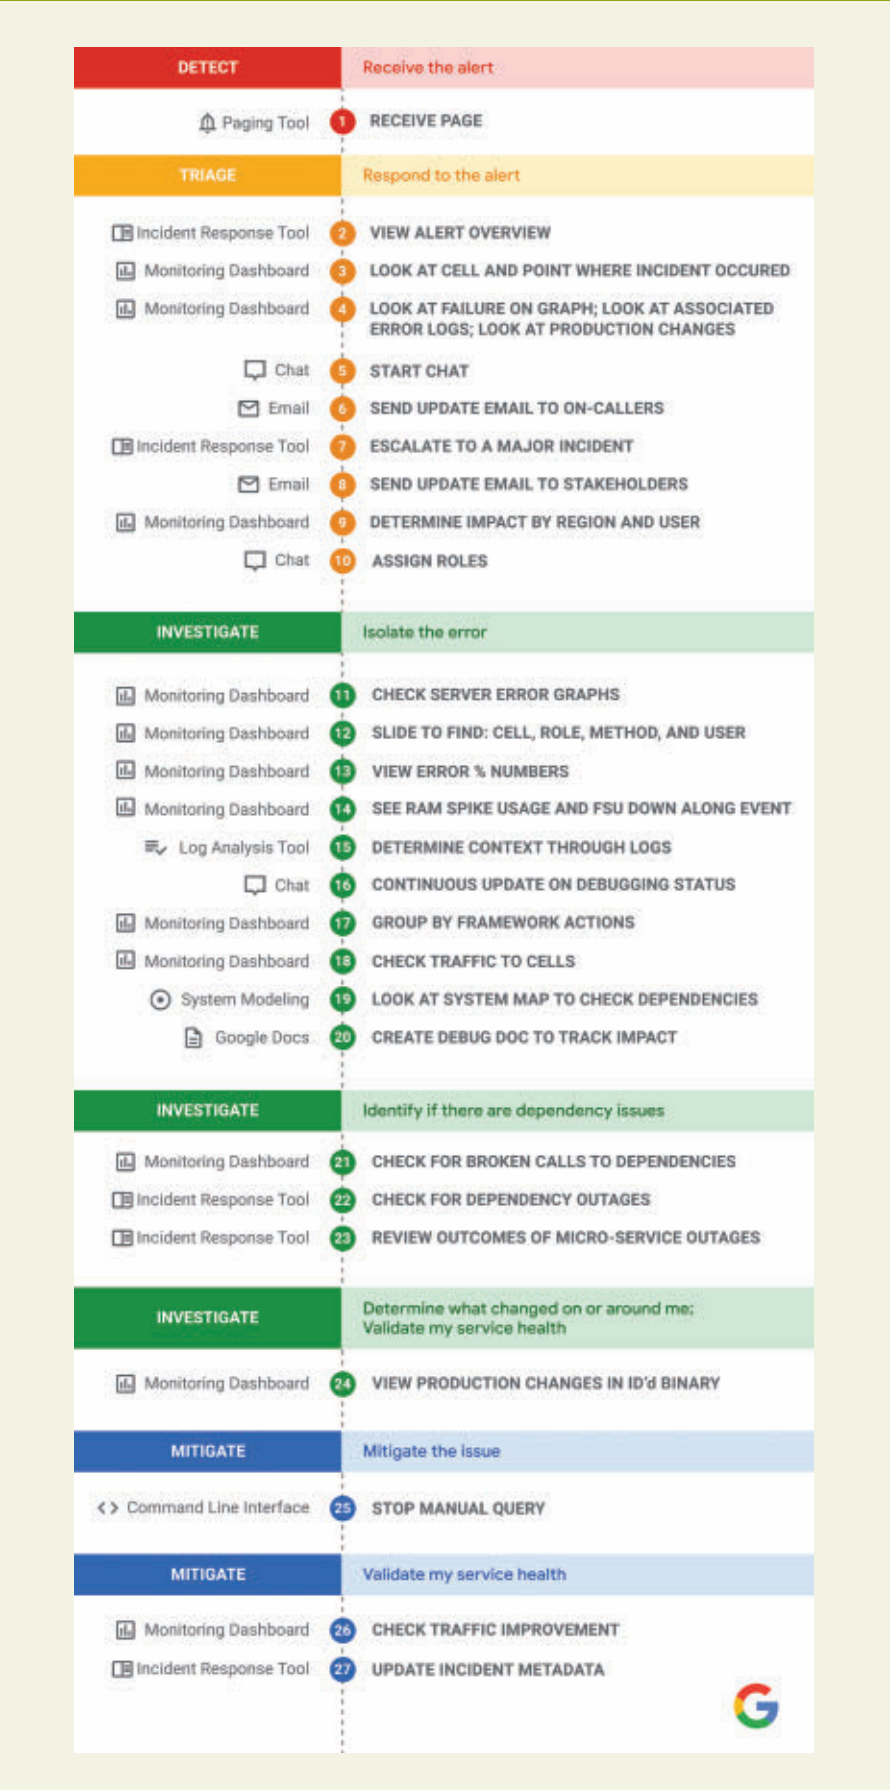 DETECT Receive the alert
Paging Tool 1 RECEIVE PAGE
TRIAGE Respond to the alert
Incident Response Tool 2 VIEW ALERT OVERVIEW
Monitoring Dashboard 3 LOOK AT CELL AND POINT WHERE INCIDENT OCCURED
Monitoring Dashboard 4 LOOK AT FAILURE ON GRAPH; LOOK AT ASSOCIATED
ERROR LOGS; LOOK AT PRODUCTION CHANGES
Chat 5 START CHAT
Email 6 SEND UPDATE EMAIL TO ON-CALLERS
Incident Response Tool 7 ESCALATE TO A MAJOR INCIDENT
Email 8 SEND UPDATE EMAIL TO STAKEHOLDERS
Monitoring Dashboard 9 DETERMINE IMPACT BY REGION AND USER
Chat 10 ASSIGN ROLES
INVESTIGATE Isolate the error
Monitoring Dashboard 11 CHECK SERVER ERROR GRAPHS
Monitoring Dashboard 12 SLIDE TO FIND: CELL, ROLE, METHOD, AND USER
Monitoring Dashboard 13 VIEW ERROR % NUMBERS
Monitoring Dashboard 14 SEE RAM SPIKE USAGE AND FSU DOWN ALONG EVENT
Log Analysis Tool 15 DETERMINE CONTEXT THROUGH LOGS
Chat 16 CONTINUOUS UPDATE ON DEBUGGING STATUS
Monitoring Dashboard 17 GROUP BY FRAMEWORK ACTIONS
Monitoring Dashboard 18 CHECK TRAFFIC TO CELLS
System Modeling 19 LOOK AT SYSTEM MAP TO CHECK DEPENDENCIES
Google Docs 20 CREATE DEBUG DOC TO TRACK IMPACT
INVESTIGATE Identify if there are dependency issues
Monitoring Dashboard 21 CHECK FOR BROKEN CALLS TO DEPENDENCIES
Incident Response Tool 22 CHECK FOR DEPENDENCY OUTAGES
Incident Response Tool 23 REVIEW OUTCOMES OF MICRO-SERVICE OUTAGES
INVESTIGATE Determine what changed on or around me;
Validate my service health
Monitoring Dashboard 24 VIEW PRODUCTION CHANGES IN ID'd BINARY
MITIGATE Mitigate the issue
Command Line Interface 25 STOP MANUAL QUERY
MITIGATE Validate my service health
Monitoring Dashboard 26 CHECK TRAFFIC IMPROVEMENT
Incident Response Tool 27 UPDATE INCIDENT METADATA
G